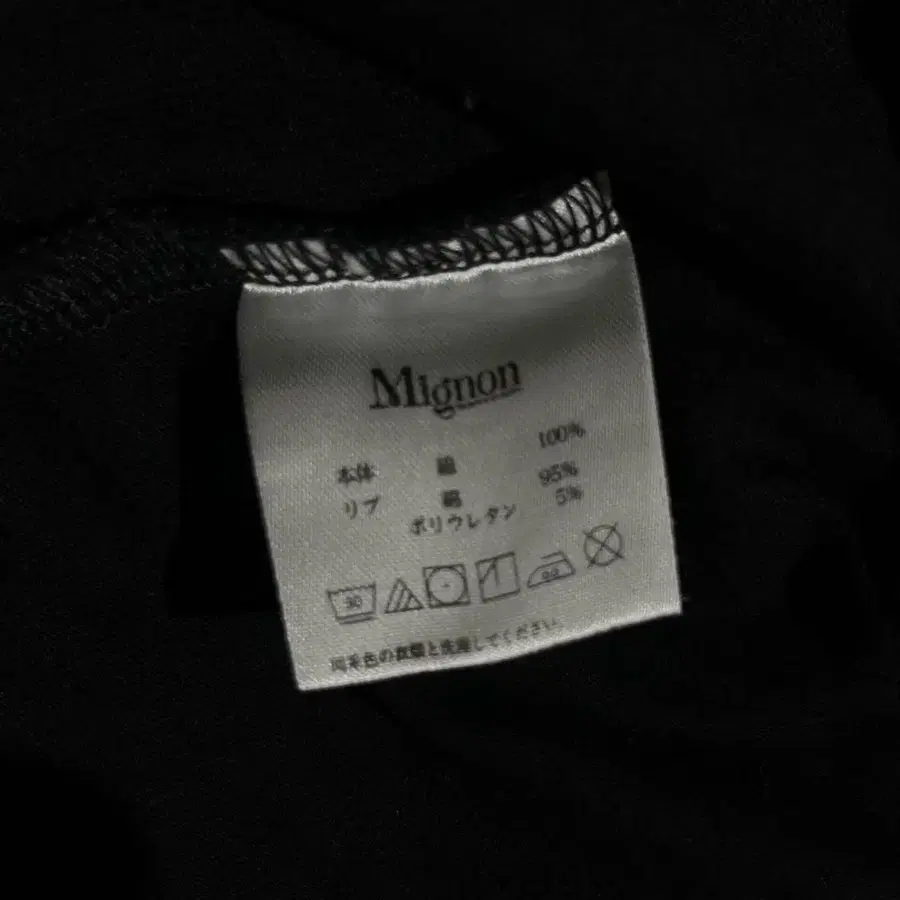 Mignon
本体 綿 100%
リブ 綿 95%
ポリウレタン 5%
30
同系色の衣類と洗濯してください